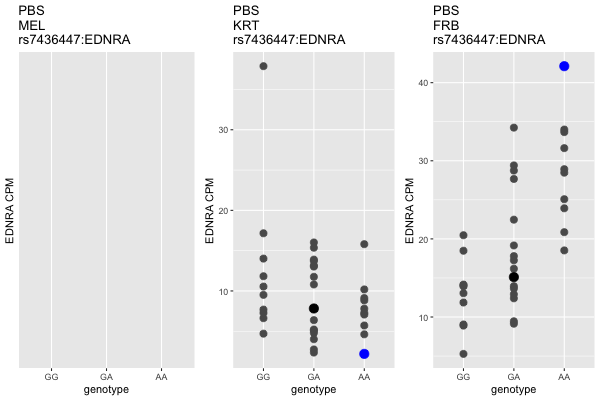 PBS
MEL
rs7436447:EDNRA
EDNRA CPM
GG
GA
AA
genotype
PBS
KRT
rs7436447:EDNRA
EDNRA CPM
30
20
10
GG
GA
AA
genotype
PBS
FRB
rs7436447:EDNRA
EDNRA CPM
40
30
20
10
GG
GA
AA
genotype